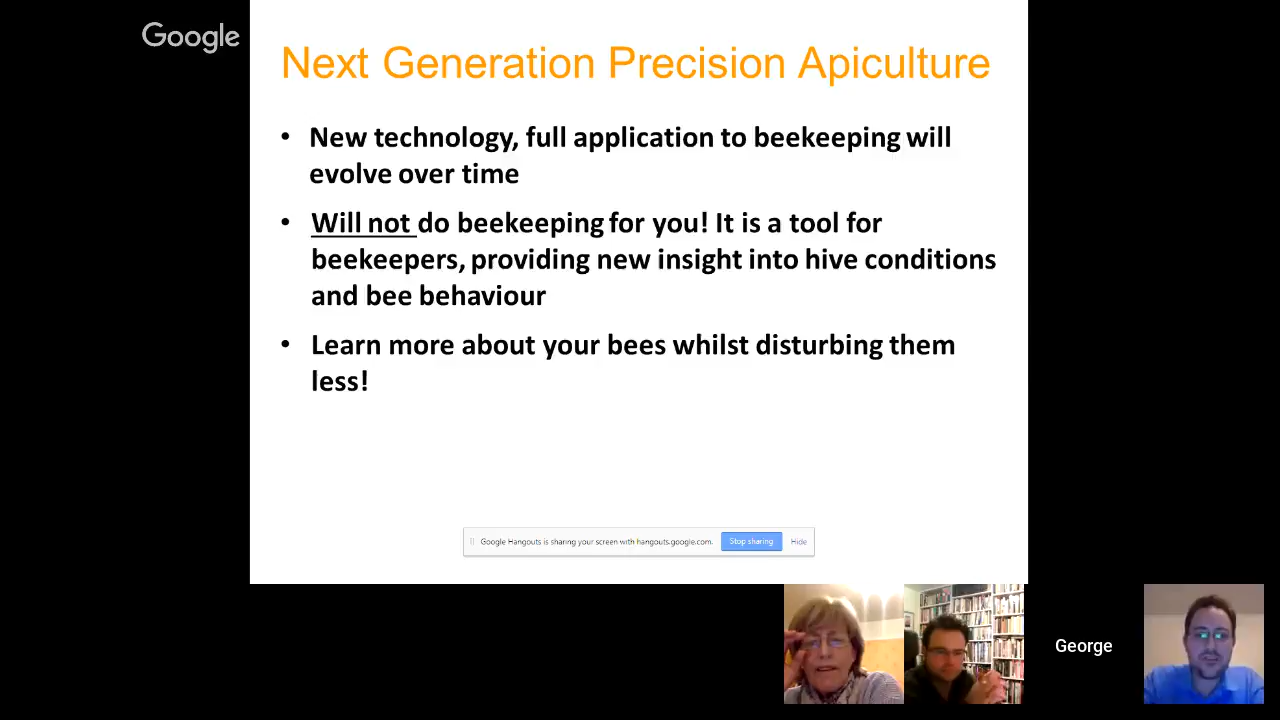 Google
Next Generation Precision Apiculture
• New technology, full application to beekeeping will
evolve over time
• Will not do beekeeping for you! It is a tool for
beekeepers, providing new insight into hive conditions
and bee behaviour
• Learn more about your bees whilst disturbing them
less!
Google Hangouts is sharing your screen with hangouts.google.com.
Stop sharing
Hide
George